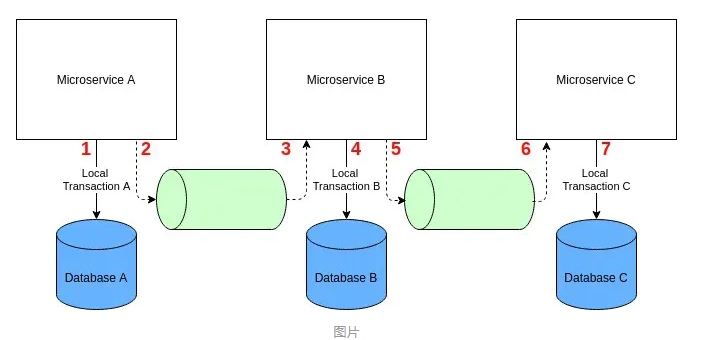 Microservice A
Microservice B
Microservice C
1
2
3
4
5
6
7
Local
Transaction A
Local
Transaction B
Local
Transaction C
Database A
Database B
Database C
图片